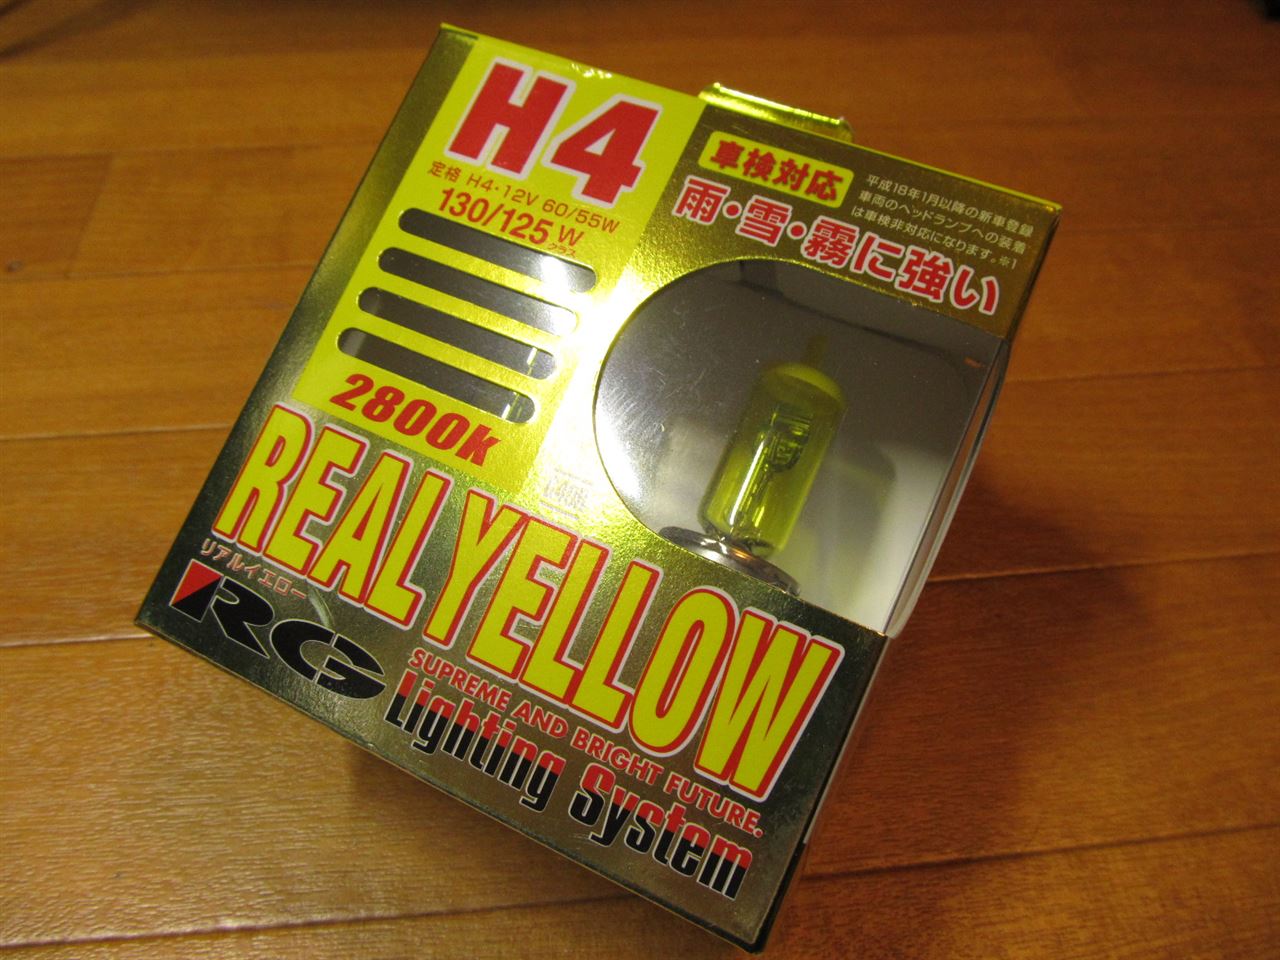 H4
定格 H4・12V 60/55W
130/125W
クラス
2800k
車検対応
平成18年1月以降の新車登録
車両のヘッドランプへの装着
は車検非対応になります。※1
雨・雪・霧に強い
REAL YELLOW
リアルイエロー
RG
SUPREME AND BRIGHT FUTURE.
Lighting System